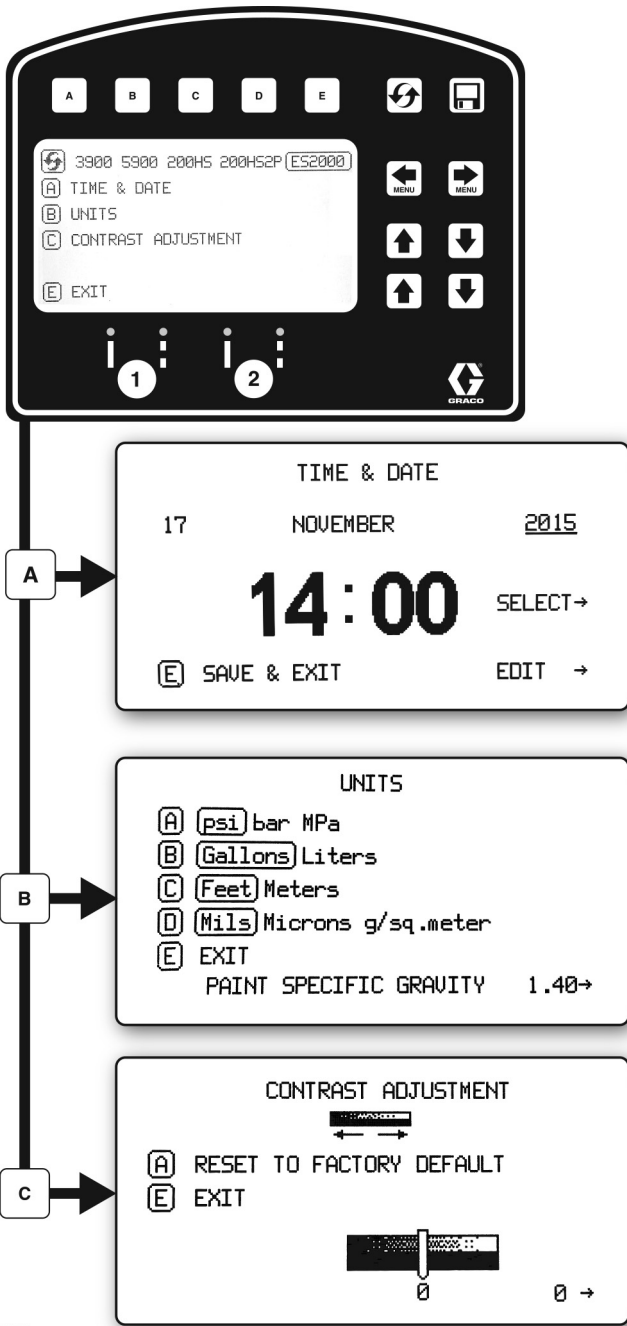 A B C D E
3900 5900 200HS 200HS2P ES2000
A TIME & DATE
B UNITS
C CONTRAST ADJUSTMENT
E EXIT
MENU MENU
1 2
GRACO
A
TIME & DATE
17 NOVEMBER 2015
14:00
SELECT→
E SAVE & EXIT EDIT →
B
UNITS
A psi bar MPa
B Gallons Liters
C Feet Meters
D Mils Microns g/sq.meter
E EXIT
PAINT SPECIFIC GRAVITY 1.40→
C
CONTRAST ADJUSTMENT
A RESET TO FACTORY DEFAULT
E EXIT
0 0 →